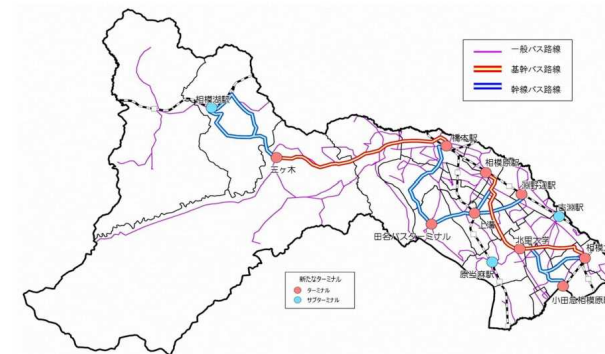 一般バス路線
基幹バス路線
幹線バス路線
相模湖駅
三ヶ木
橋本駅
相模原駅
淵野辺駅
古淵駅
上溝
田名バスターミナル
原当麻駅
北里大学
相模大
小田急相模原駅
新たなターミナル
ターミナル
サブターミナル